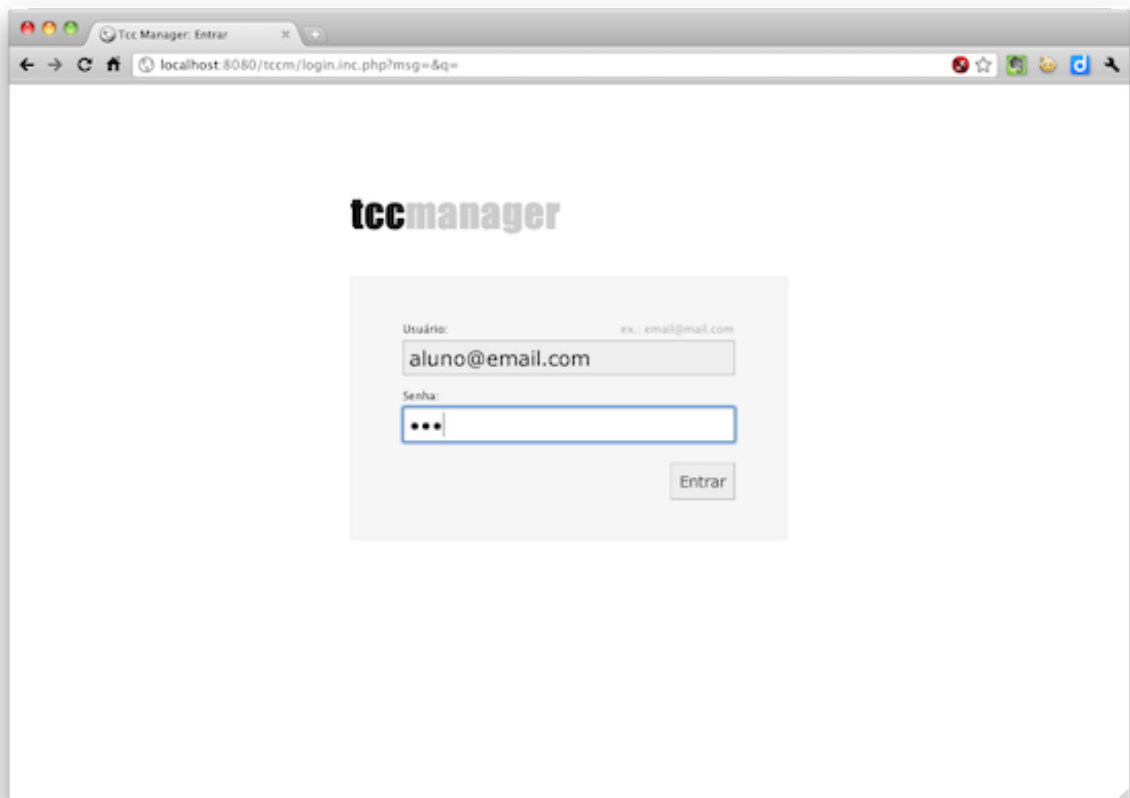 Tcc Manager: Entrar
localhost:8080/tccm/login.inc.php?msg=&q=
tccmanager
Usuário: ex.: email@mail.com
aluno@email.com
Senha:
•••
Entrar